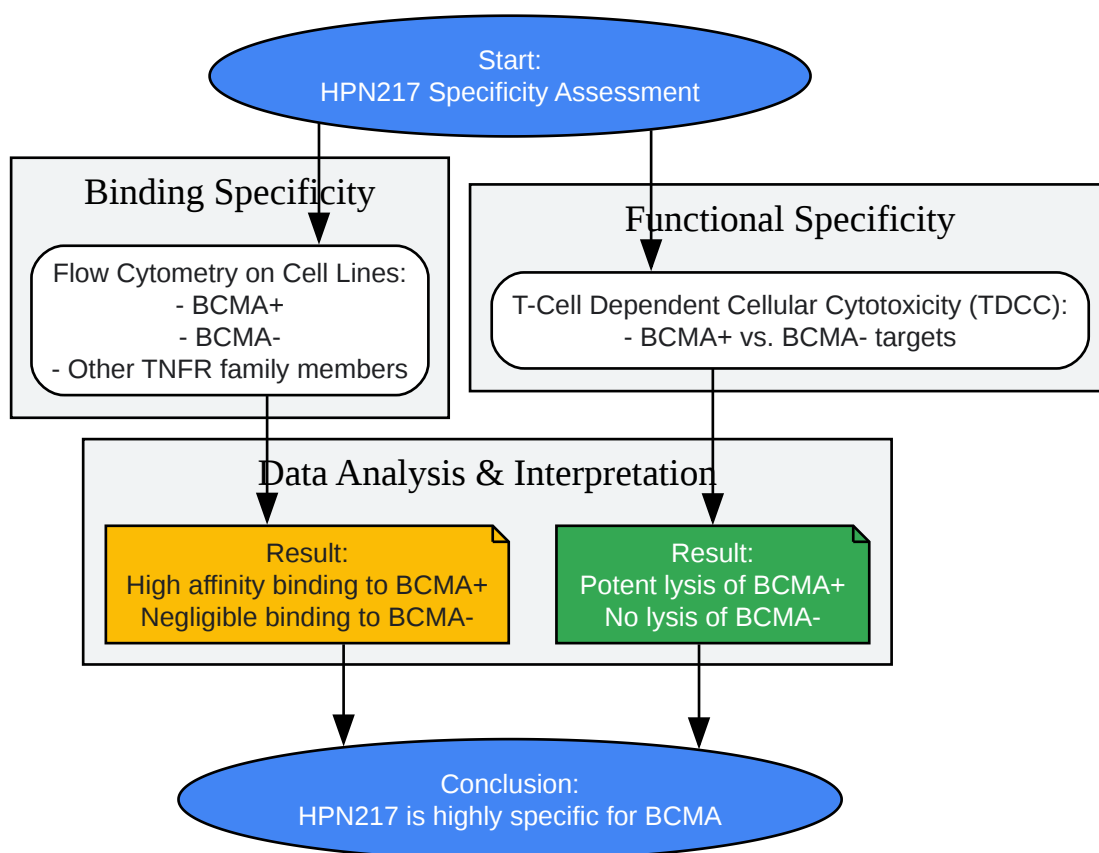 Start:
HPN217 Specificity Assessment
Binding Specificity
Flow Cytometry on Cell Lines:
- BCMA+
- BCMA-
- Other TNFR family members
Functional Specificity
T-Cell Dependent Cellular Cytotoxicity (TDCC):
- BCMA+ vs. BCMA- targets
Data Analysis & Interpretation
Result:
High affinity binding to BCMA+
Negligible binding to BCMA-
Result:
Potent lysis of BCMA+
No lysis of BCMA-
Conclusion:
HPN217 is highly specific for BCMA